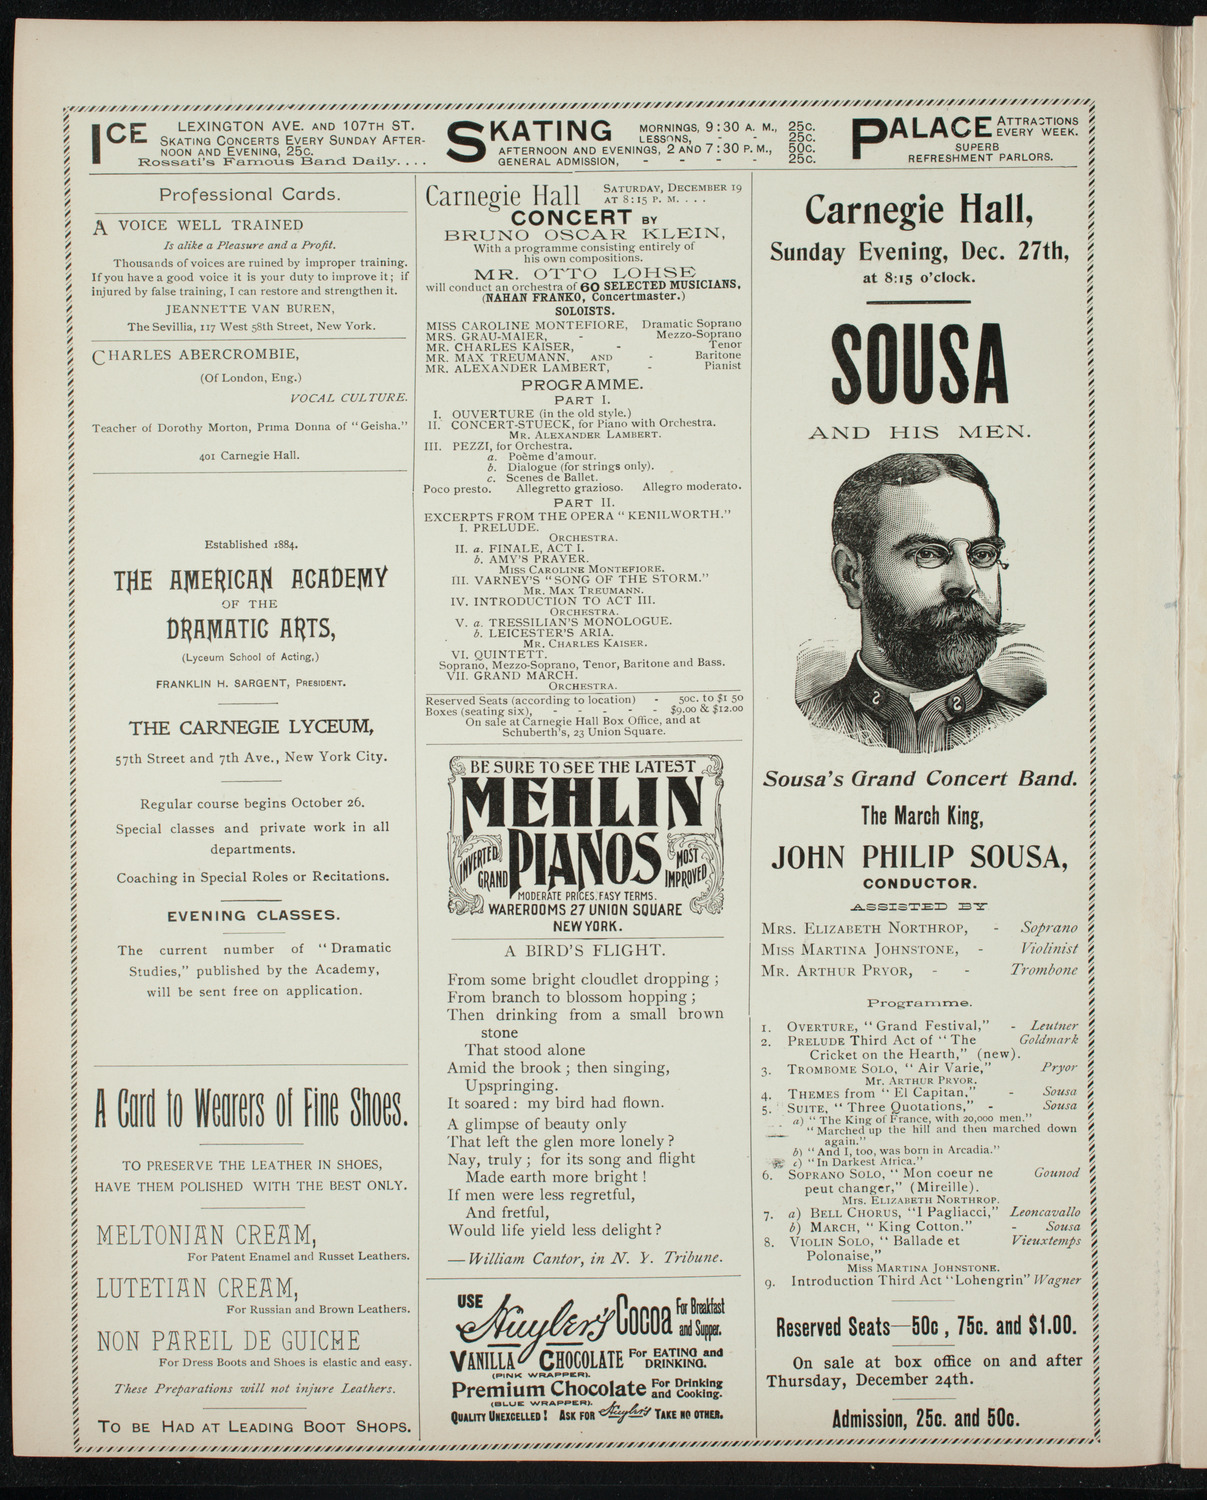 ICE LEXINGTON AVE. AND 107TH ST.
SKATING CONCERTS EVERY SUNDAY AFTER-
NOON AND EVENING, 25C.
Rossati's Famous Band Daily. . . .
SKATING MORNINGS, 9:30 A. M., 25c.
LESSONS, - - 25c.
AFTERNOON AND EVENINGS, 2 AND 7:30 P. M., 50c.
GENERAL ADMISSION, - - - - 25c.
PALACE ATTRACTIONS
EVERY WEEK.
SUPERB
REFRESHMENT PARLORS.
Professional Cards.
A VOICE WELL TRAINED
Is alike a Pleasure and a Profit.
Thousands of voices are ruined by improper training.
If you have a good voice it is your duty to improve it; if
injured by false training, I can restore and strengthen it.
JEANNETTE VAN BUREN,
The Sevillia, 117 West 58th Street, New York.
CHARLES ABERCROMBIE,
(Of London, Eng.)
VOCAL CULTURE.
Teacher of Dorothy Morton, Prima Donna of "Geisha."
401 Carnegie Hall.
Established 1884.
THE AMERICAN ACADEMY
OF THE
DRAMATIC ARTS,
(Lyceum School of Acting,)
FRANKLIN H. SARGENT, PRESIDENT.
THE CARNEGIE LYCEUM,
57th Street and 7th Ave., New York City.
Regular course begins October 26.
Special classes and private work in all
departments.
Coaching in Special Roles or Recitations.
EVENING CLASSES.
The current number of "Dramatic
Studies," published by the Academy,
will be sent free on application.
A Card to Wearers of Fine Shoes.
TO PRESERVE THE LEATHER IN SHOES,
HAVE THEM POLISHED WITH THE BEST ONLY.
MELTONIAN CREAM,
For Patent Enamel and Russet Leathers.
LUTETIAN CREAM,
For Russian and Brown Leathers.
NON PAREIL DE GUICHE
For Dress Boots and Shoes is elastic and easy.
These Preparations will not injure Leathers.
TO BE HAD AT LEADING BOOT SHOPS.
Carnegie Hall SATURDAY, DECEMBER 19
AT 8:15 P. M. . . .
CONCERT BY
BRUNO OSCAR KLEIN,
With a programme consisting entirely of
his own compositions.
MR. OTTO LOHSE
will conduct an orchestra of 60 SELECTED MUSICIANS,
(NAHAN FRANKO, Concertmaster.)
SOLOISTS.
MISS CAROLINE MONTEFIORE, Dramatic Soprano
MRS. GRAU-MAIER, - Mezzo-Soprano
MR. CHARLES KAISER, - Tenor
MR. MAX TREUMANN, AND - Baritone
MR. ALEXANDER LAMBERT, - Pianist
PROGRAMME.
PART I.
I. OUVERTURE (in the old style.)
II. CONCERT-STUECK, for Piano with Orchestra.
MR. ALEXANDER LAMBERT.
III. PEZZI, for Orchestra.
a. Poème d'amour.
b. Dialogue (for strings only).
c. Scenes de Ballet.
Poco presto. Allegretto grazioso. Allegro moderato.
PART II.
EXCERPTS FROM THE OPERA "KENILWORTH."
I. PRELUDE.
ORCHESTRA.
II. a. FINALE, ACT I.
b. AMY'S PRAYER.
MISS CAROLINE MONTEFIORE.
III. VARNEY'S "SONG OF THE STORM."
MR. MAX TREUMANN.
IV. INTRODUCTION TO ACT III.
ORCHESTRA.
V. a. TRESSILIAN'S MONOLOGUE.
b. LEICESTER'S ARIA.
MR. CHARLES KAISER.
VI. QUINTETT.
Soprano, Mezzo-Soprano, Tenor, Baritone and Bass.
VII. GRAND MARCH.
ORCHESTRA.
Reserved Seats (according to location) - 50c. to $1 50
Boxes (seating six), - - - - - $9.00 & $12.00
On sale at Carnegie Hall Box Office, and at
Schuberth's, 23 Union Square.
BE SURE TO SEE THE LATEST
MEHLIN
PIANOS
INVERTED GRAND
MOST IMPROVED
MODERATE PRICES. EASY TERMS.
WAREROOMS 27 UNION SQUARE
NEW YORK.
A BIRD'S FLIGHT.
From some bright cloudlet dropping;
From branch to blossom hopping;
Then drinking from a small brown
stone
That stood alone
Amid the brook; then singing,
Upspringing.
It soared: my bird had flown.
A glimpse of beauty only
That left the glen more lonely?
Nay, truly; for its song and flight
Made earth more bright!
If men were less regretful,
And fretful,
Would life yield less delight?
—William Cantor, in N. Y. Tribune.
USE Huyler's Cocoa For Breakfast
and Supper.
VANILLA CHOCOLATE For EATING and
DRINKING.
(PINK WRAPPER).
Premium Chocolate For Drinking
and Cooking.
(BLUE WRAPPER).
QUALITY UNEXCELLED! ASK FOR Huyler's TAKE NO OTHER.
Carnegie Hall,
Sunday Evening, Dec. 27th,
at 8:15 o'clock.
SOUSA
AND HIS MEN.
Sousa's Grand Concert Band.
The March King,
JOHN PHILIP SOUSA,
CONDUCTOR.
ASSISTED BY
MRS. ELIZABETH NORTHROP, - Soprano
MISS MARTINA JOHNSTONE, - Violinist
MR. ARTHUR PRYOR, - - Trombone
Programme.
1. OVERTURE, "Grand Festival," - Leutner
2. PRELUDE Third Act of "The Goldmark
Cricket on the Hearth," (new).
3. TROMBOME SOLO, "Air Varie," Pryor
Mr. ARTHUR PRYOR.
4. THEMES from "El Capitan," - Sousa
5. SUITE, "Three Quotations," - Sousa
a) "The King of France, with 20,000 men."
"Marched up the hill and then marched down
again."
b) "And I, too, was born in Arcadia."
c) "In Darkest Africa."
6. SOPRANO SOLO, "Mon coeur ne Gounod
peut changer," (Mireille).
Mrs. ELIZABETH NORTHROP.
7. a) BELL CHORUS, "I Pagliacci," Leoncavallo
b) MARCH, "King Cotton." - Sousa
8. VIOLIN SOLO, "Ballade et Vieuxtemps
Polonaise,"
Miss MARTINA JOHNSTONE.
9. Introduction Third Act "Lohengrin" Wagner
Reserved Seats—50c, 75c. and $1.00.
On sale at box office on and after
Thursday, December 24th.
Admission, 25c. and 50c.